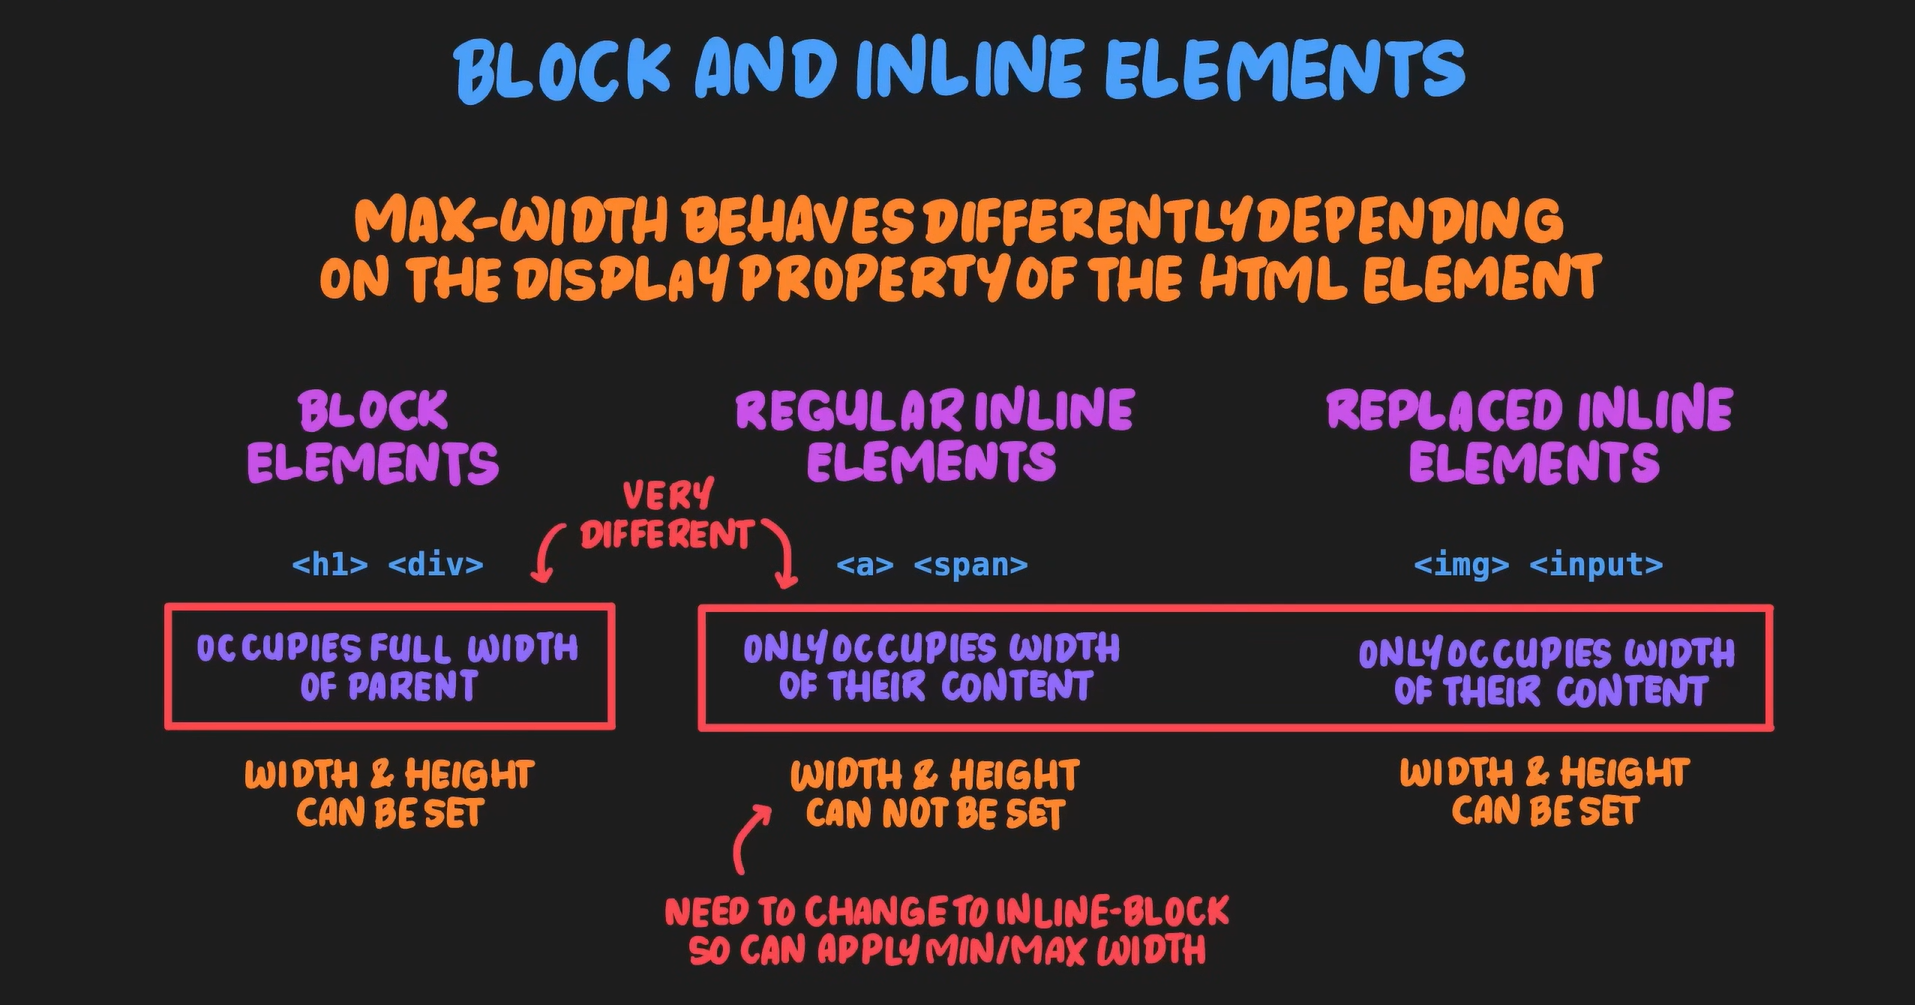 BLOCK AND INLINE ELEMENTS
MAX-WIDTH BEHAVES DIFFERENTLY DEPENDING
ON THE DISPLAY PROPERTY OF THE HTML ELEMENT
BLOCK
ELEMENTS
<h1> <div>
OCCUPIES FULL WIDTH
OF PARENT
WIDTH & HEIGHT
CAN BE SET
VERY
DIFFERENT
REGULAR INLINE
ELEMENTS
<a> <span>
ONLY OCCUPIES WIDTH
OF THEIR CONTENT
WIDTH & HEIGHT
CAN NOT BE SET
NEED TO CHANGE TO INLINE-BLOCK
SO CAN APPLY MIN/MAX WIDTH
REPLACED INLINE
ELEMENTS
<img> <input>
ONLY OCCUPIES WIDTH
OF THEIR CONTENT
WIDTH & HEIGHT
CAN BE SET